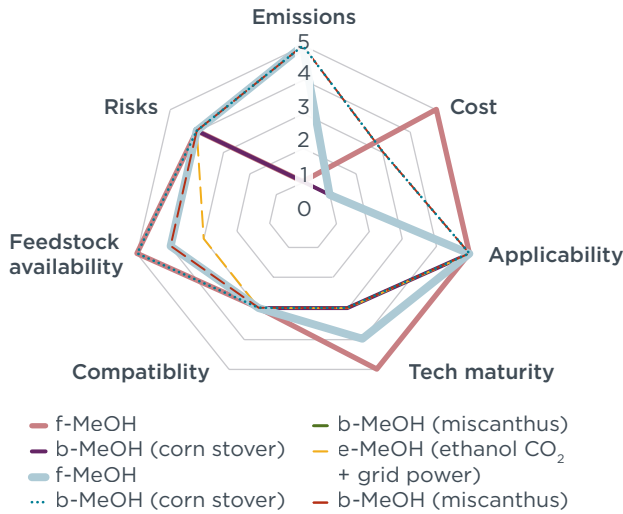 Emissions
5
4
3
2
1
0
Risks
Cost
Feedstock
availability
Applicability
Compatiblity
Tech maturity
f-MeOH
b-MeOH (corn stover)
f-MeOH
b-MeOH (corn stover)
b-MeOH (miscanthus)
e-MeOH (ethanol CO2
+ grid power)
b-MeOH (miscanthus)